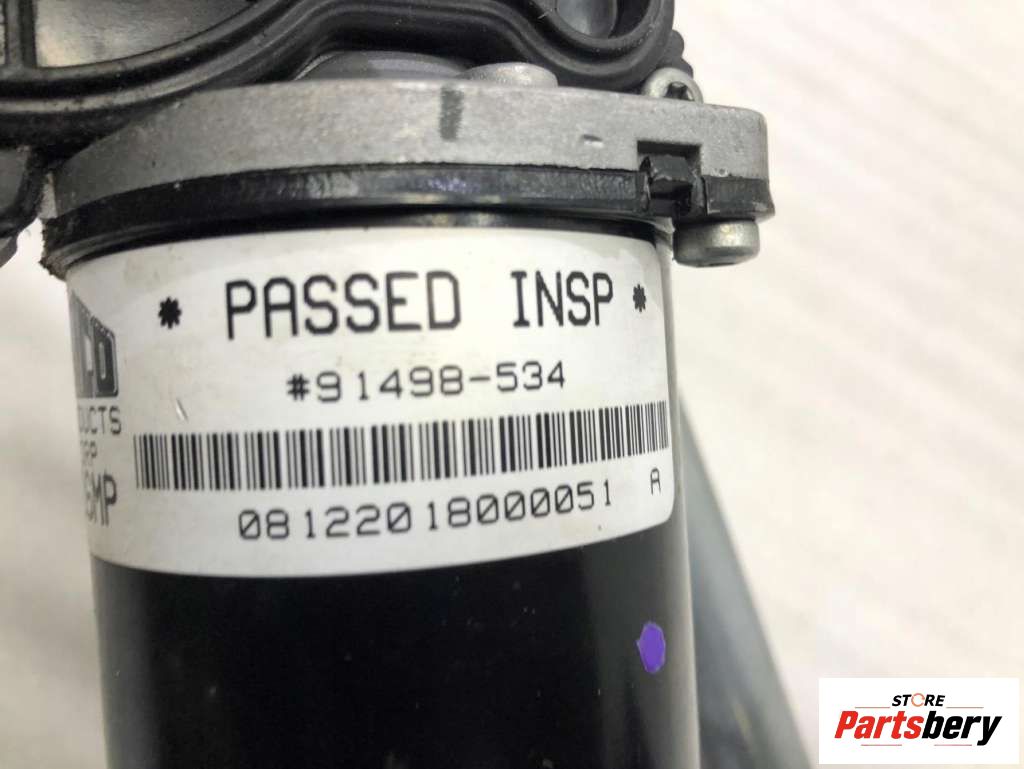 * PASSED INSP *
#91498-534
08122018000051 A
STORE
Partsbery